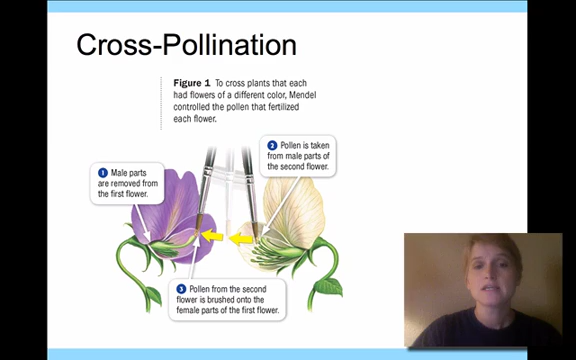 Cross-Pollination
Figure 1 To cross plants that each
had flowers of a different color, Mendel
controlled the pollen that fertilized
each flower.
1 Male parts
are removed from
the first flower.
2 Pollen is taken
from male parts of
the second flower.
3 Pollen from the second
flower is brushed onto the
female parts of the first flower.